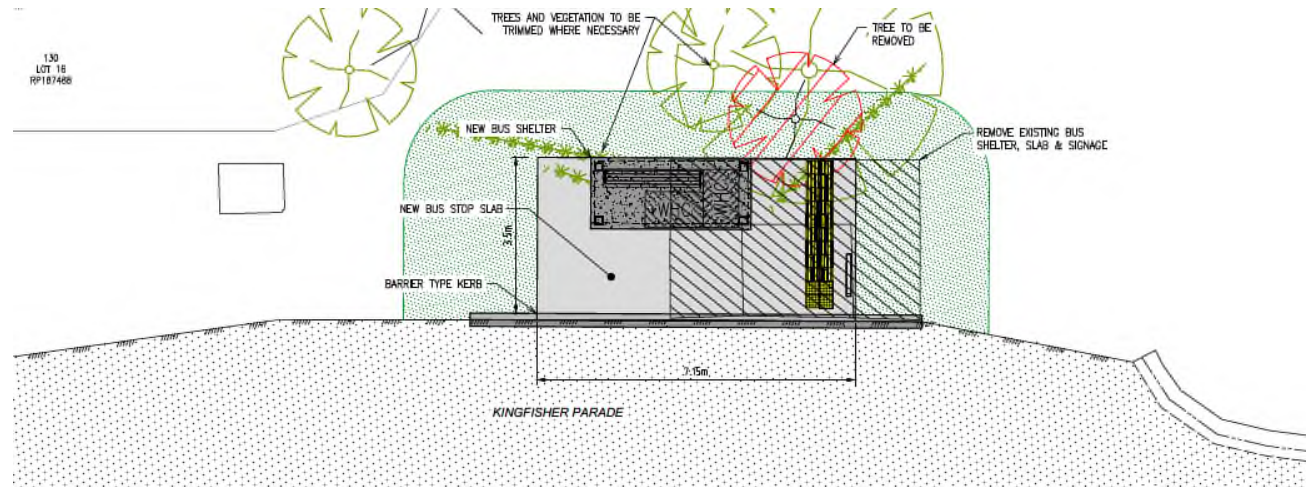 TREES AND VEGETATION TO BE
TRIMMED WHERE NECESSARY
TREE TO BE
REMOVED
130
LOT 16
RP187488
NEW BUS SHELTER
REMOVE EXISTING BUS
SHELTER, SLAB & SIGNAGE
WHC
WHC
NEW BUS STOP SLAB
3.5m
BARRIER TYPE KERB
7.15m
KINGFISHER PARADE